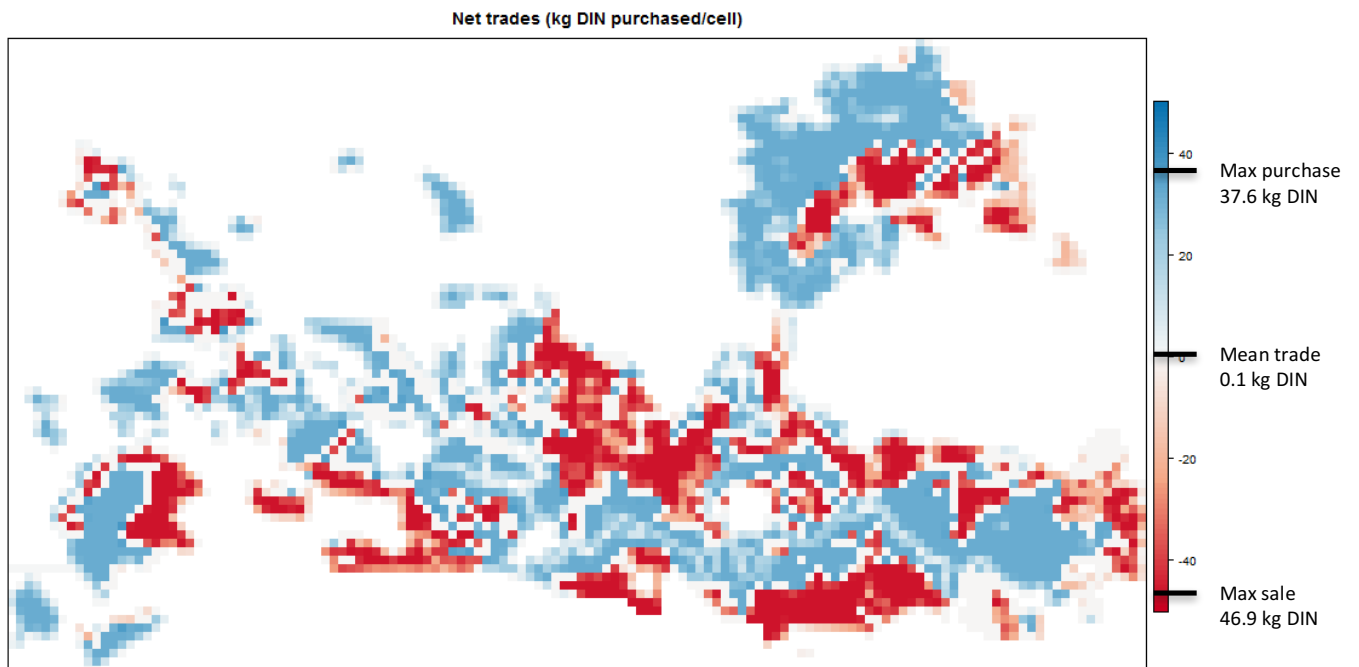 Net trades (kg DIN purchased/cell)
40
Max purchase
37.6 kg DIN
20
Mean trade
0
0.1 kg DIN
-20
-40
Max sale
46.9 kg DIN